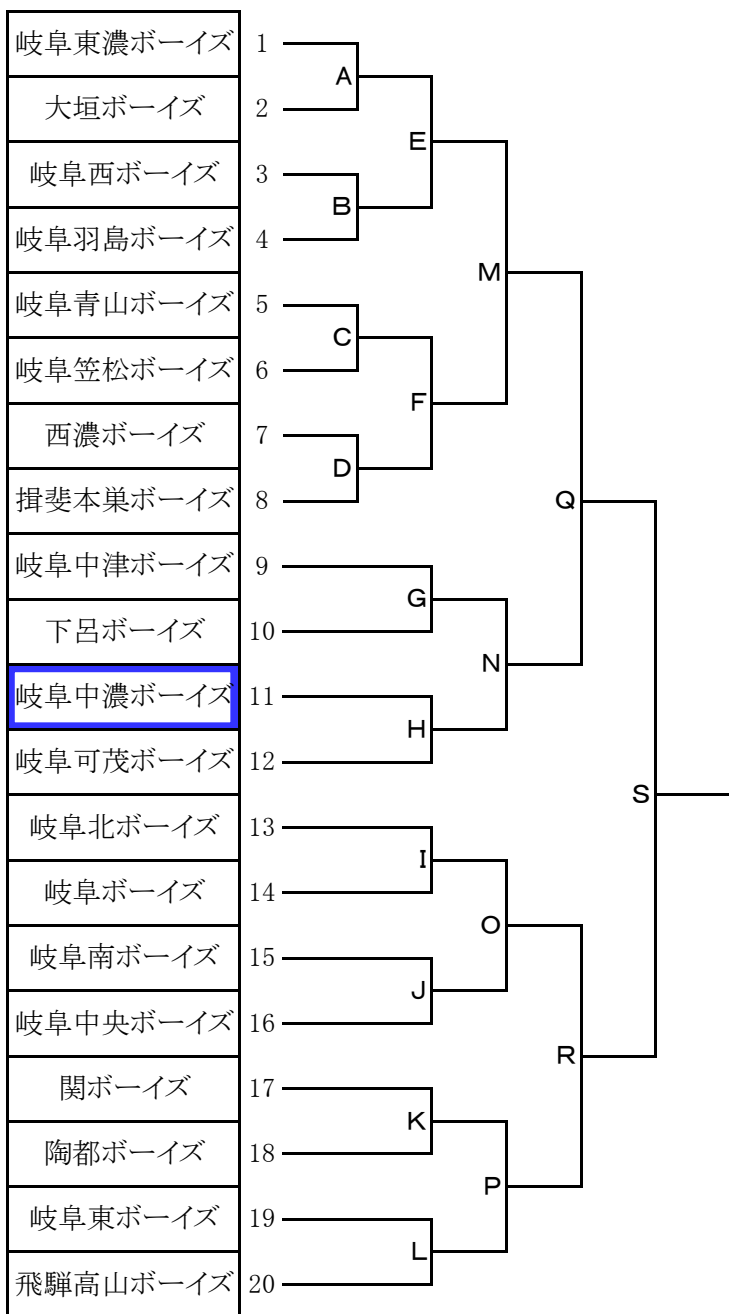 岐阜東濃ボーイズ 1
A
大垣ボーイズ 2
E
岐阜西ボーイズ 3
B
岐阜羽島ボーイズ 4
M
岐阜青山ボーイズ 5
C
岐阜笠松ボーイズ 6
F
西濃ボーイズ 7
D
揖斐本巣ボーイズ 8
Q
岐阜中津ボーイズ 9
G
下呂ボーイズ 10
N
岐阜中濃ボーイズ 11
H
岐阜可茂ボーイズ 12
S
岐阜北ボーイズ 13
I
岐阜ボーイズ 14
O
岐阜南ボーイズ 15
J
岐阜中央ボーイズ 16
R
関ボーイズ 17
K
陶都ボーイズ 18
P
岐阜東ボーイズ 19
L
飛騨高山ボーイズ 20